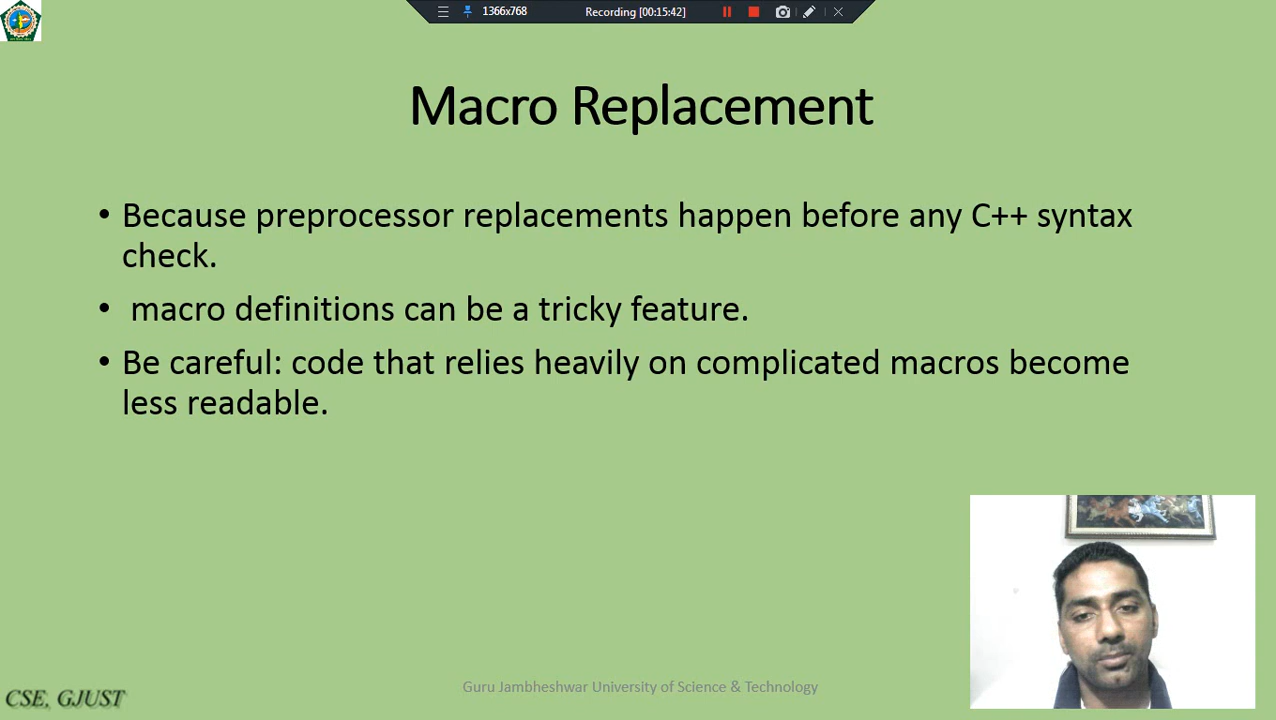 1366x768 Recording [00:15:42]
Macro Replacement
• Because preprocessor replacements happen before any C++ syntax
check.
• macro definitions can be a tricky feature.
• Be careful: code that relies heavily on complicated macros become
less readable.
CSE, GJUST
Guru Jambheshwar University of Science & Technology